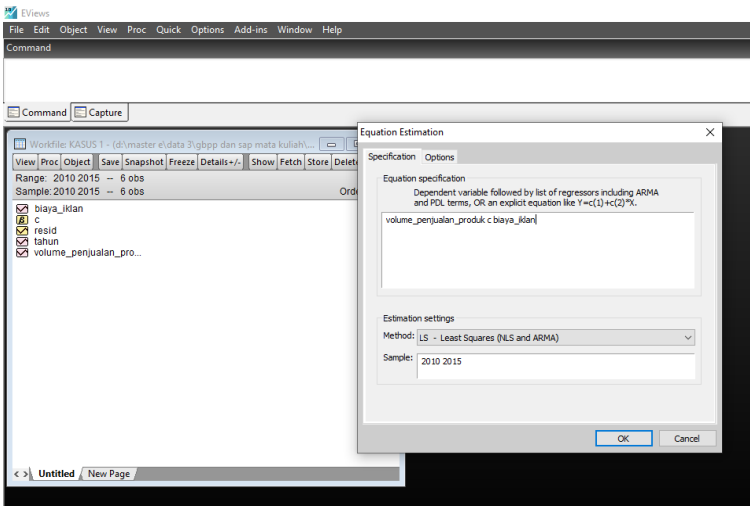 EViews
File Edit Object View Proc Quick Options Add-ins Window Help
Command
Command Capture
Workfile: KASUS 1 - (d:\master e\data 3\gbpp dan sap mata kuliah\...
View Proc Object Save Snapshot Freeze Details+/- Show Fetch Store Delet
Range: 2010 2015 -- 6 obs
Sample: 2010 2015 -- 6 obs Ord
biaya_iklan
c
resid
tahun
volume_penjualan_pro...
Untitled New Page
Equation Estimation
Specification Options
Equation specification
Dependent variable followed by list of regressors including ARMA
and PDL terms, OR an explicit equation like Y=c(1)+c(2)*X.
volume_penjualan_produk c biaya_iklan
Estimation settings
Method: LS - Least Squares (NLS and ARMA)
Sample: 2010 2015
OK Cancel